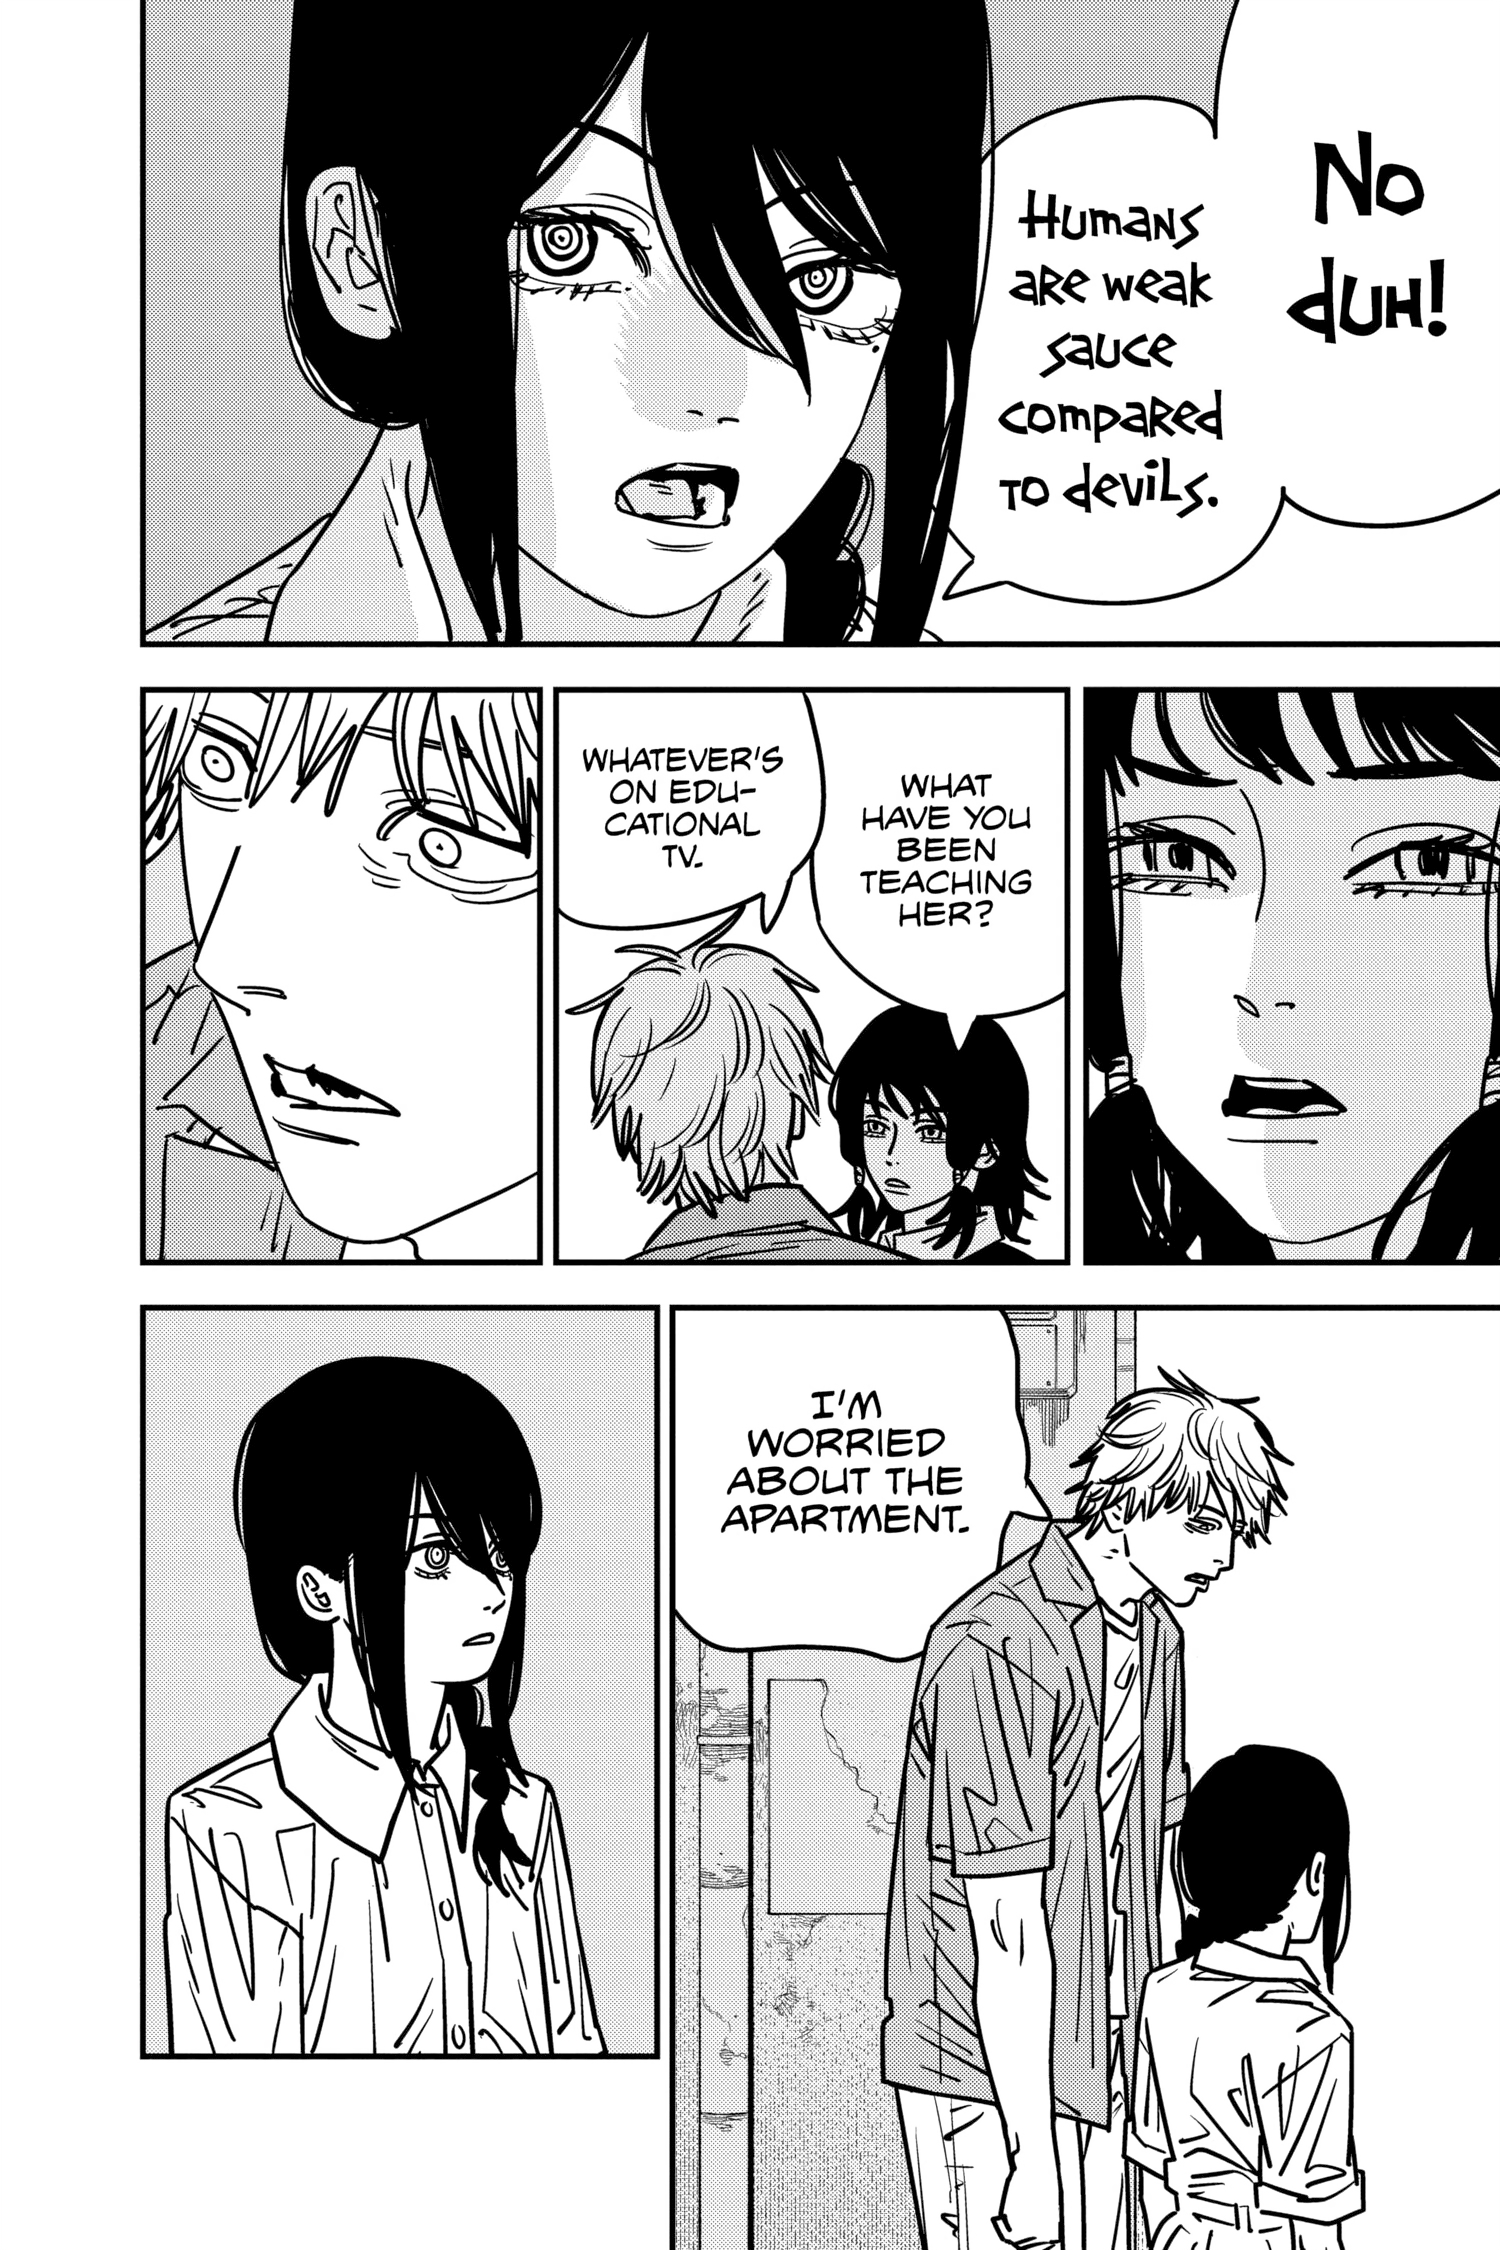 No
duh!
Humans
are weak
sauce
compared
to devils.
WHAT
HAVE YOU
BEEN
TEACHING
HER?
WHATEVER'S
ON EDU-
CATIONAL
TV.
I'M
WORRIED
ABOUT THE
APARTMENT.